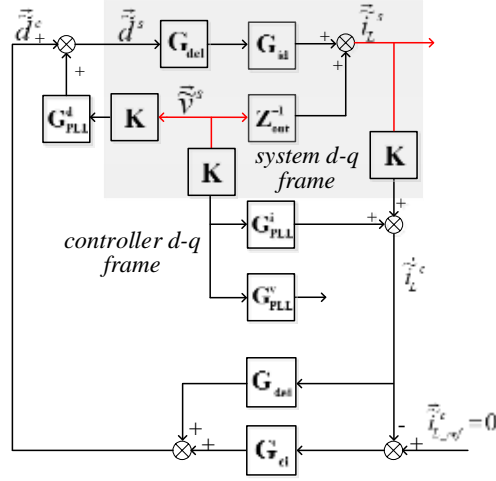 d^c
d^s
i_L^s
+
G_del
G_id
+
+
+
G_PLL^d
K
v^s
Z_out^-1
system d-q
frame
K
K
controller d-q
frame
G_PLL^i
+
+
i_L^c
G_PLL^v
G_del
i_L_ref^c =0
+
+
G_ci
-
+